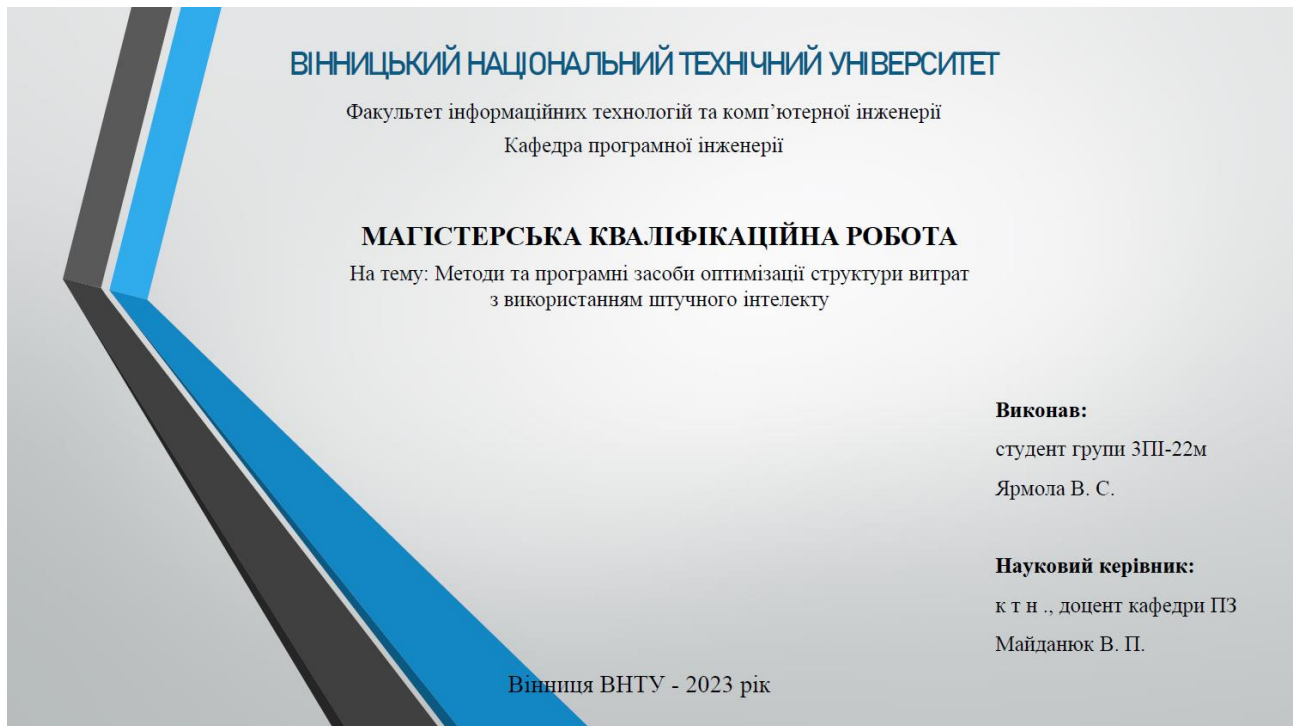 ВІННИЦЬКИЙ НАЦІОНАЛЬНИЙ ТЕХНІЧНИЙ УНІВЕРСИТЕТ
Факультет інформаційних технологій та комп’ютерної інженерії
Кафедра програмної інженерії
МАГІСТЕРСЬКА КВАЛІФІКАЦІЙНА РОБОТА
На тему: Методи та програмні засоби оптимізації структури витрат
з використанням штучного інтелекту
Виконав:
студент групи 3ПІ-22м
Ярмола В. С.
Науковий керівник:
к т н ., доцент кафедри ПЗ
Майданюк В. П.
Вінниця ВНТУ - 2023 рік